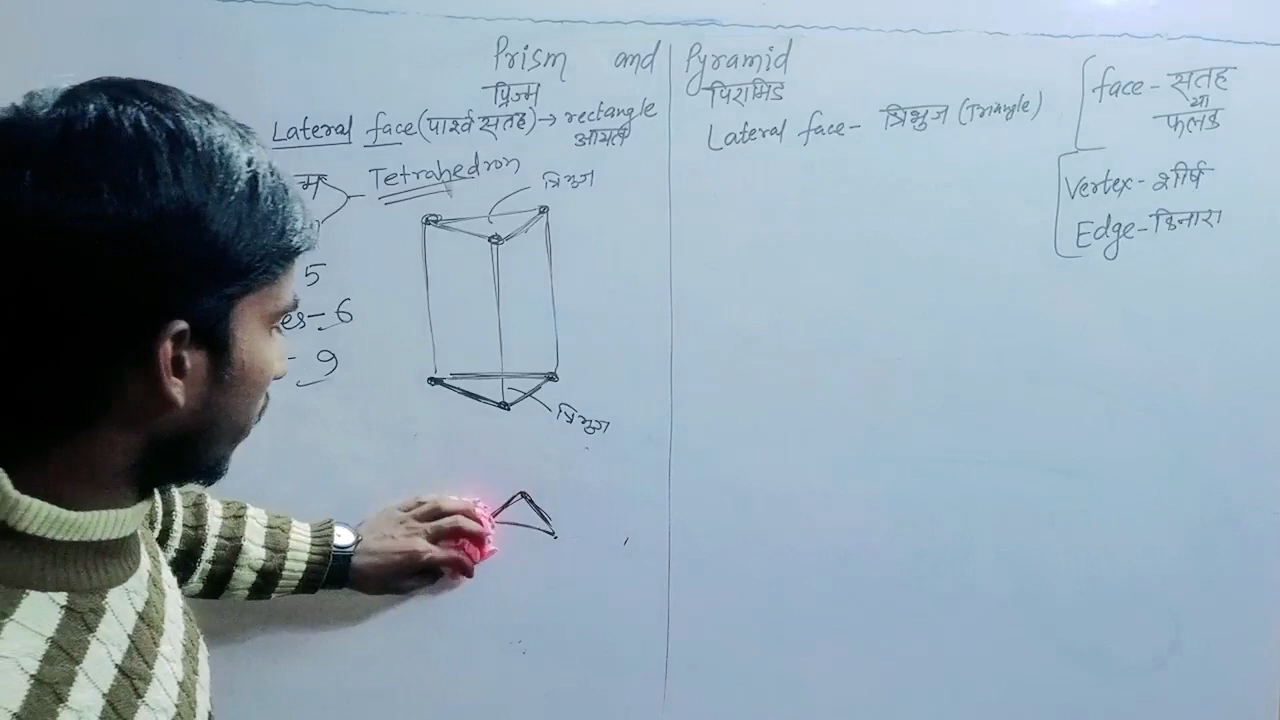 Prism and Pyramid
प्रिज्म पिरामिड
Lateral face (पार्श्व सतह) → rectangle
आयत
Tetrahedron
त्रिभुज
5
es- 6
- 9
त्रिभुज
Lateral face - त्रिभुज (Triangle)
face - सतह
या
फलक
Vertex - शीर्ष
Edge - किनारा